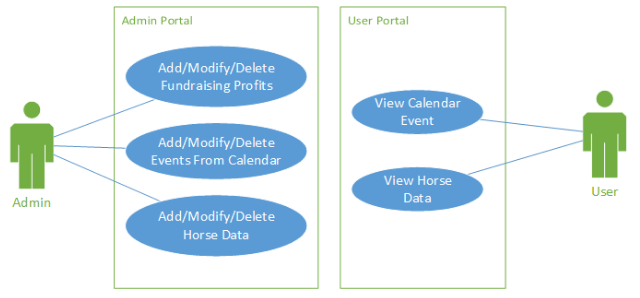 Admin Portal
Add/Modify/Delete
Fundraising Profits
Add/Modify/Delete
Events From Calendar
Add/Modify/Delete
Horse Data
Admin
User Portal
View Calendar
Event
View Horse
Data
User